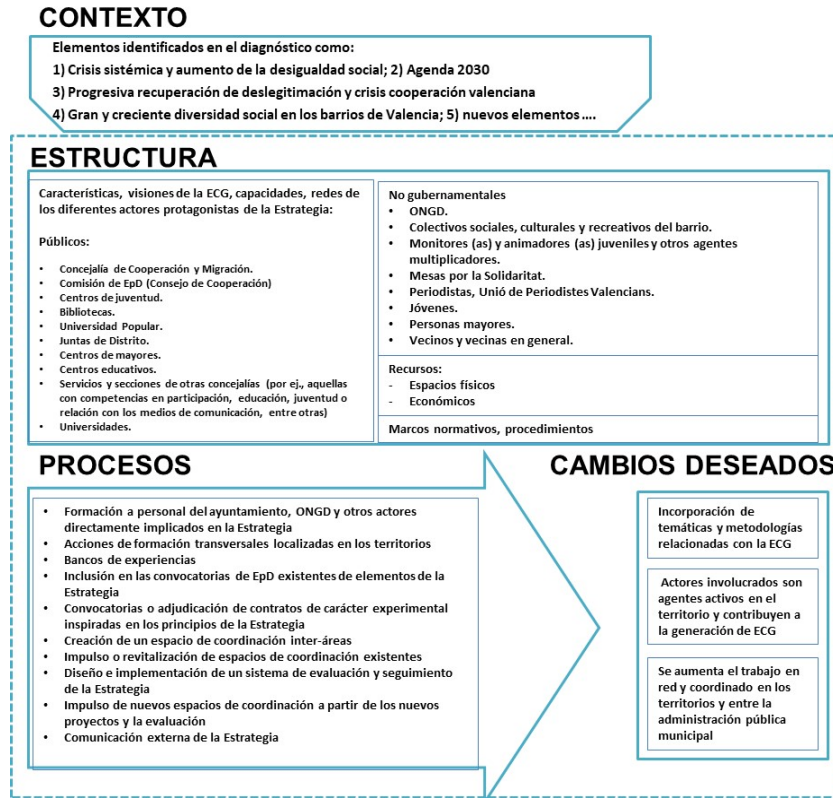 CONTEXTO
Elementos identificados en el diagnóstico como:
1) Crisis sistémica y aumento de la desigualdad social; 2) Agenda 2030
3) Progresiva recuperación de deslegitimación y crisis cooperación valenciana
4) Gran y creciente diversidad social en los barrios de Valencia; 5) nuevos elementos ....
ESTRUCTURA
Características, visiones de la ECG, capacidades, redes de
los diferentes actores protagonistas de la Estrategia:
Públicos:
• Concejalía de Cooperación y Migración.
• Comisión de EpD (Consejo de Cooperación)
• Centros de juventud.
• Bibliotecas.
• Universidad Popular.
• Juntas de Distrito.
• Centros de mayores.
• Centros educativos.
• Servicios y secciones de otras concejalías (por ej., aquellas
con competencias en participación, educación, juventud o
relación con los medios de comunicación, entre otras)
• Universidades.
No gubernamentales
• ONGD.
• Colectivos sociales, culturales y recreativos del barrio.
• Monitores (as) y animadores (as) juveniles y otros agentes
multiplicadores.
• Mesas por la Solidaritat.
• Periodistas, Unió de Periodistes Valencians.
• Jóvenes.
• Personas mayores.
• Vecinos y vecinas en general.
Recursos:
- Espacios físicos
- Económicos
Marcos normativos, procedimientos
PROCESOS
• Formación a personal del ayuntamiento, ONGD y otros actores
directamente implicados en la Estrategia
• Acciones de formación transversales localizadas en los territorios
• Bancos de experiencias
• Inclusión en las convocatorias de EpD existentes de elementos de la
Estrategia
• Convocatorias o adjudicación de contratos de carácter experimental
inspiradas en los principios de la Estrategia
• Creación de un espacio de coordinación inter-áreas
• Impulso o revitalización de espacios de coordinación existentes
• Diseño e implementación de un sistema de evaluación y seguimiento
de la Estrategia
• Impulso de nuevos espacios de coordinación a partir de los nuevos
proyectos y la evaluación
• Comunicación externa de la Estrategia
CAMBIOS DESEADOS
Incorporación de
temáticas y metodologías
relacionadas con la ECG
Actores involucrados son
agentes activos en el
territorio y contribuyen a
la generación de ECG
Se aumenta el trabajo en
red y coordinado en los
territorios y entre la
administración pública
municipal